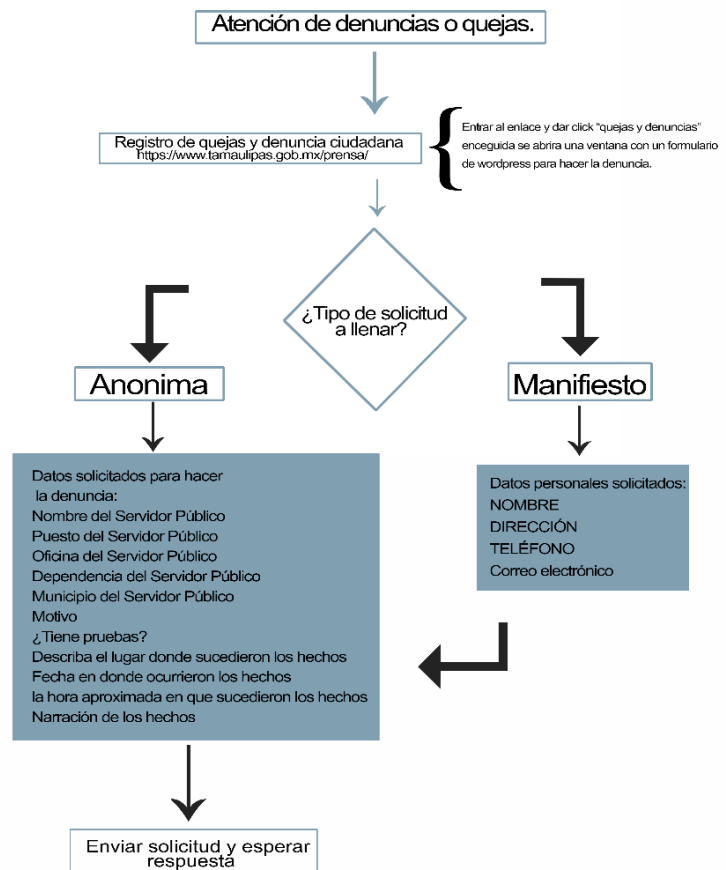 Atención de denuncias o quejas.
Registro de quejas y denuncia ciudadana
https://www.tamaulipas.gob.mx/prensa/
Entrar al enlace y dar click "quejas y denuncias"
enceguida se abrira una ventana con un formulario
de wordpress para hacer la denuncia.
¿Tipo de solicitud
a llenar?
Anonima
Manifiesto
Datos solicitados para hacer
la denuncia:
Nombre del Servidor Público
Puesto del Servidor Público
Oficina del Servidor Público
Dependencia del Servidor Público
Municipio del Servidor Público
Motivo
¿Tiene pruebas?
Describa el lugar donde sucedieron los hechos
Fecha en donde ocurrieron los hechos
la hora aproximada en que sucedieron los hechos
Narración de los hechos
Datos personales solicitados:
NOMBRE
DIRECCIÓN
TELÉFONO
Correo electrónico
Enviar solicitud y esperar
respuesta